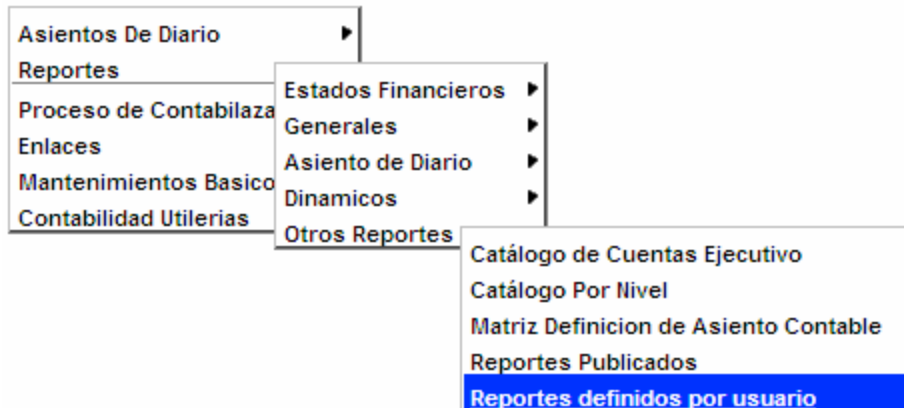 Asientos De Diario
Reportes
Proceso de Contabilaza
Enlaces
Mantenimientos Basico
Contabilidad Utilerias
Estados Financieros
Generales
Asiento de Diario
Dinamicos
Otros Reportes
Catálogo de Cuentas Ejecutivo
Catálogo Por Nivel
Matriz Definicion de Asiento Contable
Reportes Publicados
Reportes definidos por usuario